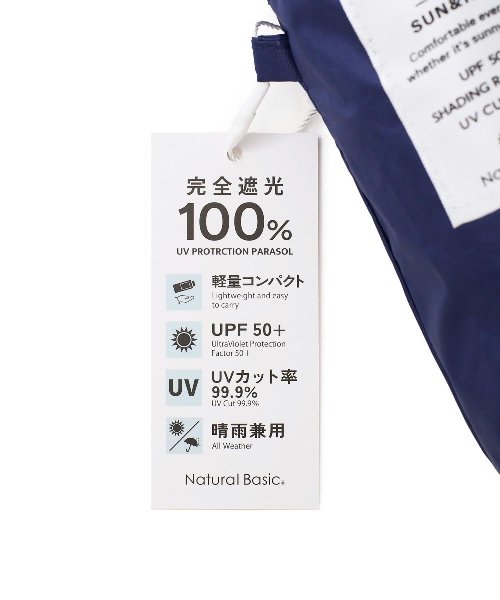 完全遮光
100%
UV PROTRCTION PARASOL
軽量コンパクト
Lightweight and easy
to carry
UPF 50+
UltraViolet Protection
Factor 50+
UV
UVカット率
99.9%
UV Cut 99.9%
晴雨兼用
All Weather
Natural Basic®
SUN&
Comfortable
whether it's
UPF 50
SHADING
UV CU